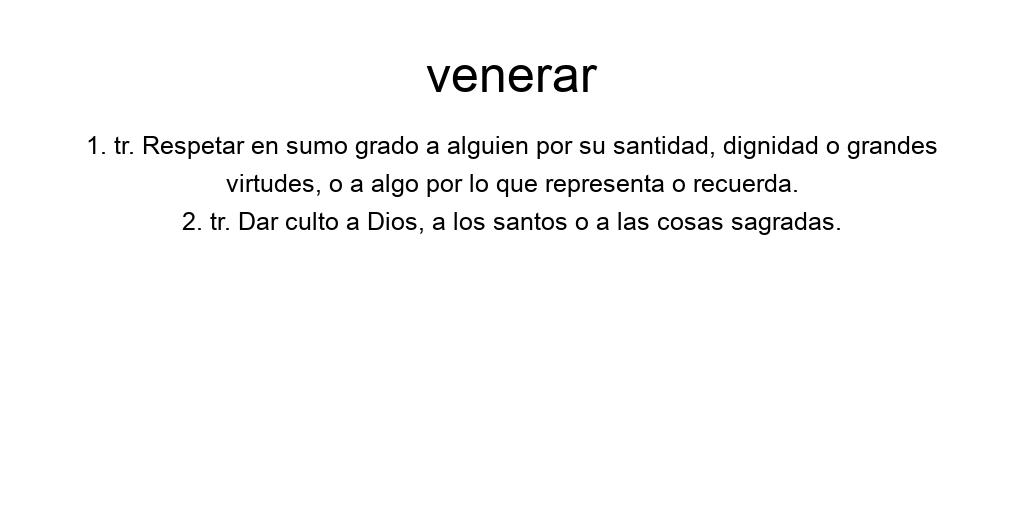 venerar
1. tr. Respetar en sumo grado a alguien por su santidad, dignidad o grandes
virtudes, o a algo por lo que representa o recuerda.
2. tr. Dar culto a Dios, a los santos o a las cosas sagradas.